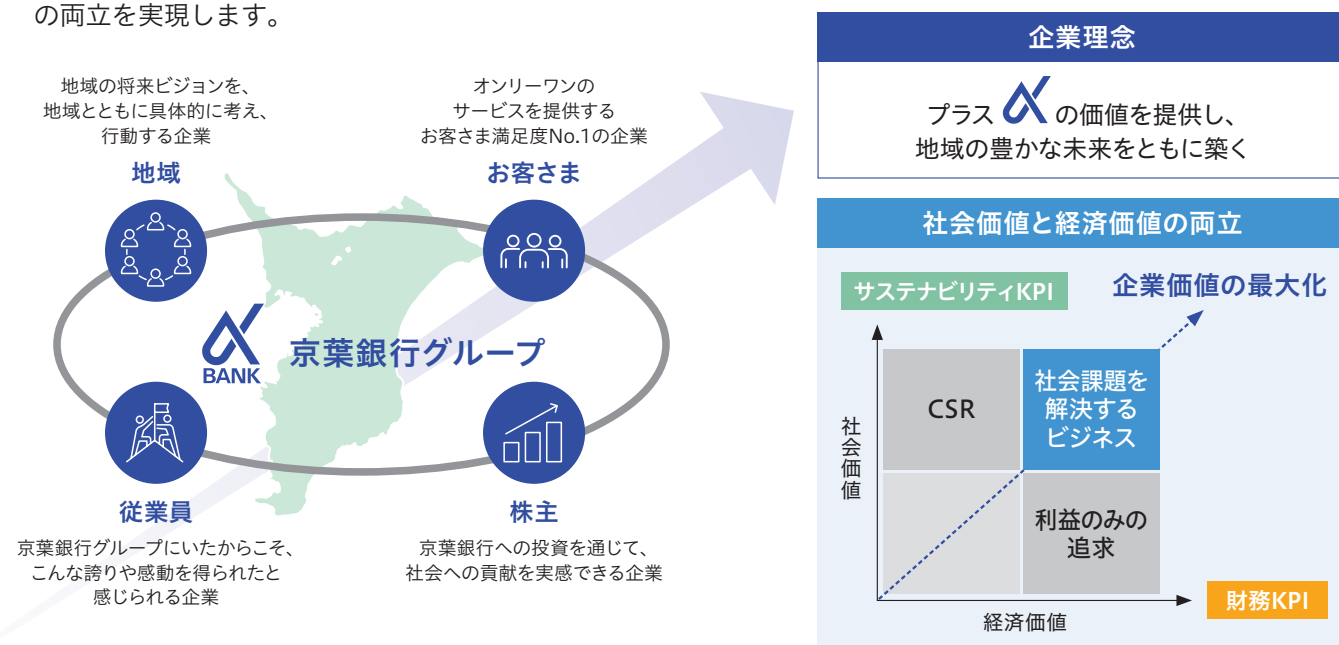 の両立を実現します。
地域の将来ビジョンを、
地域とともに具体的に考え、
行動する企業
地域
オンリーワンの
サービスを提供する
お客さま満足度No.1の企業
お客さま
α
BANK
京葉銀行グループ
従業員
京葉銀行グループにいたからこそ、
こんな誇りや感動を得られたと
感じられる企業
株主
京葉銀行への投資を通じて、
社会への貢献を実感できる企業
企業理念
プラスαの価値を提供し、
地域の豊かな未来をともに築く
社会価値と経済価値の両立
サステナビリティKPI
企業価値の最大化
社会価値
CSR
社会課題を
解決する
ビジネス
利益のみの
追求
経済価値
財務KPI